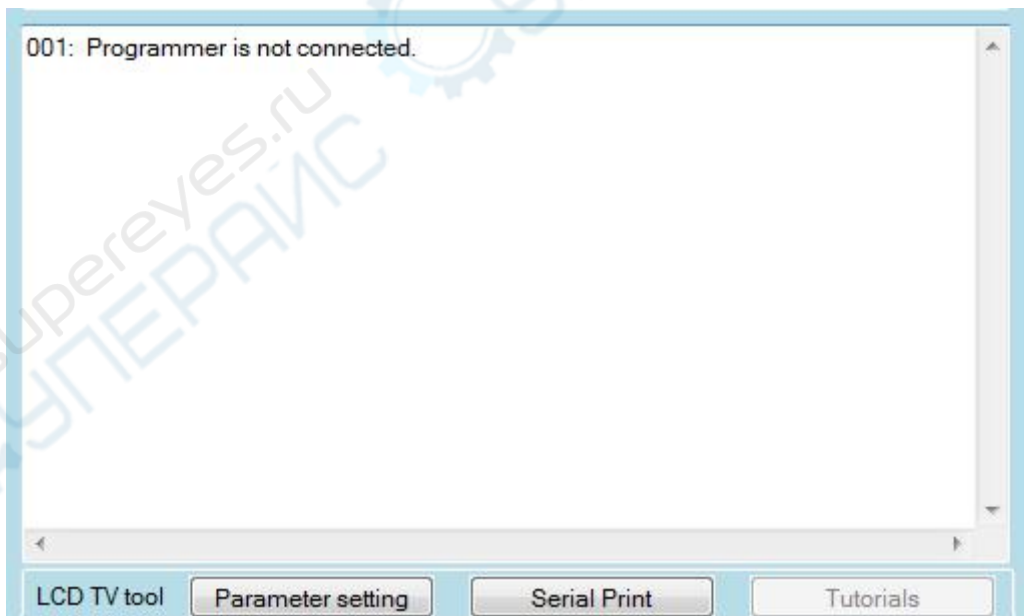 001: Programmer is not connected.
supereyes.ru
СУПЕРАЙС
LCD TV tool Parameter setting Serial Print Tutorials